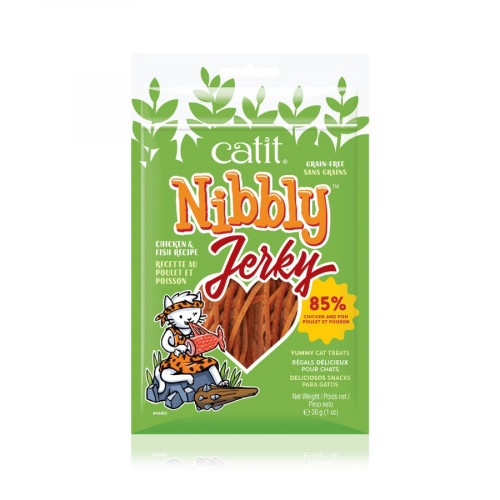 catit®
GRAIN-FREE
SANS GRAINS
Nibbly™
Jerky
CHICKEN &
FISH RECIPE
RECETTE AU
POULET ET
POISSON
85%
CHICKEN AND FISH
POULET ET POISSON
YUMMY CAT TREATS
RÉGALS DÉLICIEUX
POUR CHATS
DELICIOSOS SNACKS
PARA GATOS
Net Weight / Poids net /
Peso neto
℮ 30 g (1 oz)